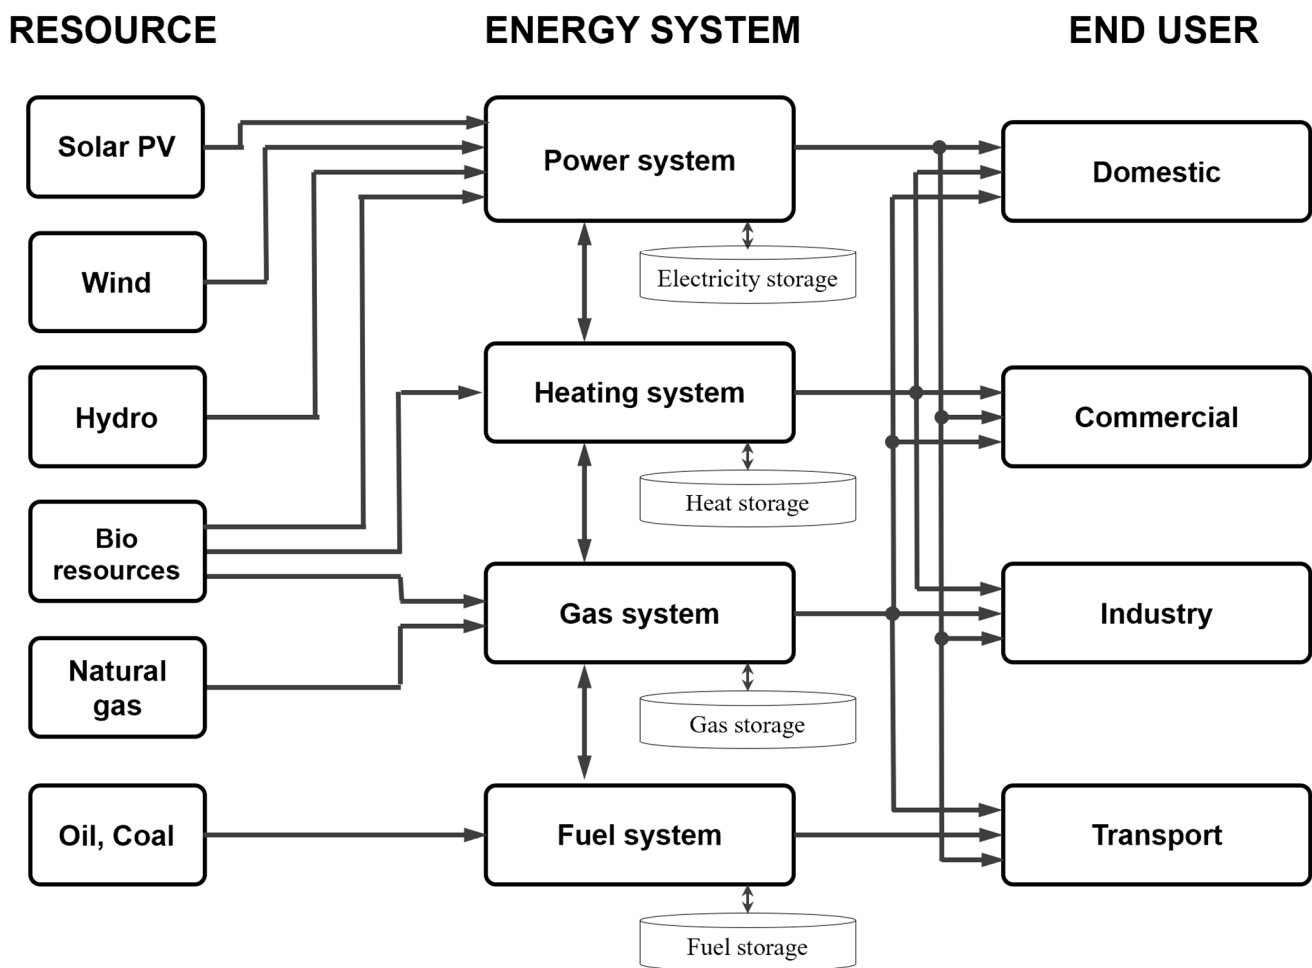 RESOURCE
ENERGY SYSTEM
END USER
Solar PV
Power system
Domestic
Wind
Electricity storage
Hydro
Heating system
Commercial
Heat storage
Bio
resources
Gas system
Industry
Natural
gas
Gas storage
Oil, Coal
Fuel system
Transport
Fuel storage